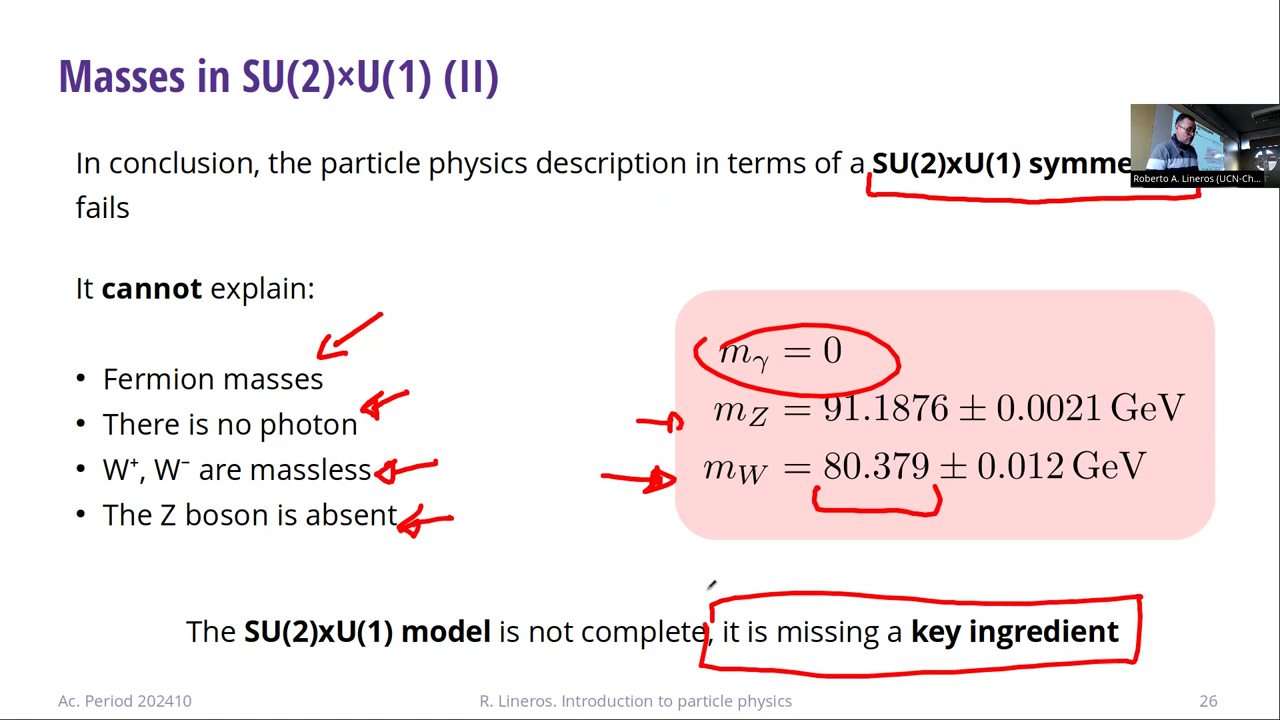 Masses in SU(2)×U(1) (II)
In conclusion, the particle physics description in terms of a SU(2)xU(1)
fails
Roberto A. Lineros (UCN-Ch...
It cannot explain:
• Fermion masses
• There is no photon
• W⁺, W⁻ are massless
• The Z boson is absent
m_γ = 0
m_Z = 91.1876 ± 0.0021 GeV
m_W = 80.379 ± 0.012 GeV
The SU(2)xU(1) model is not complete, it is missing a key ingredient
Ac. Period 202410
R. Lineros. Introduction to particle physics
26